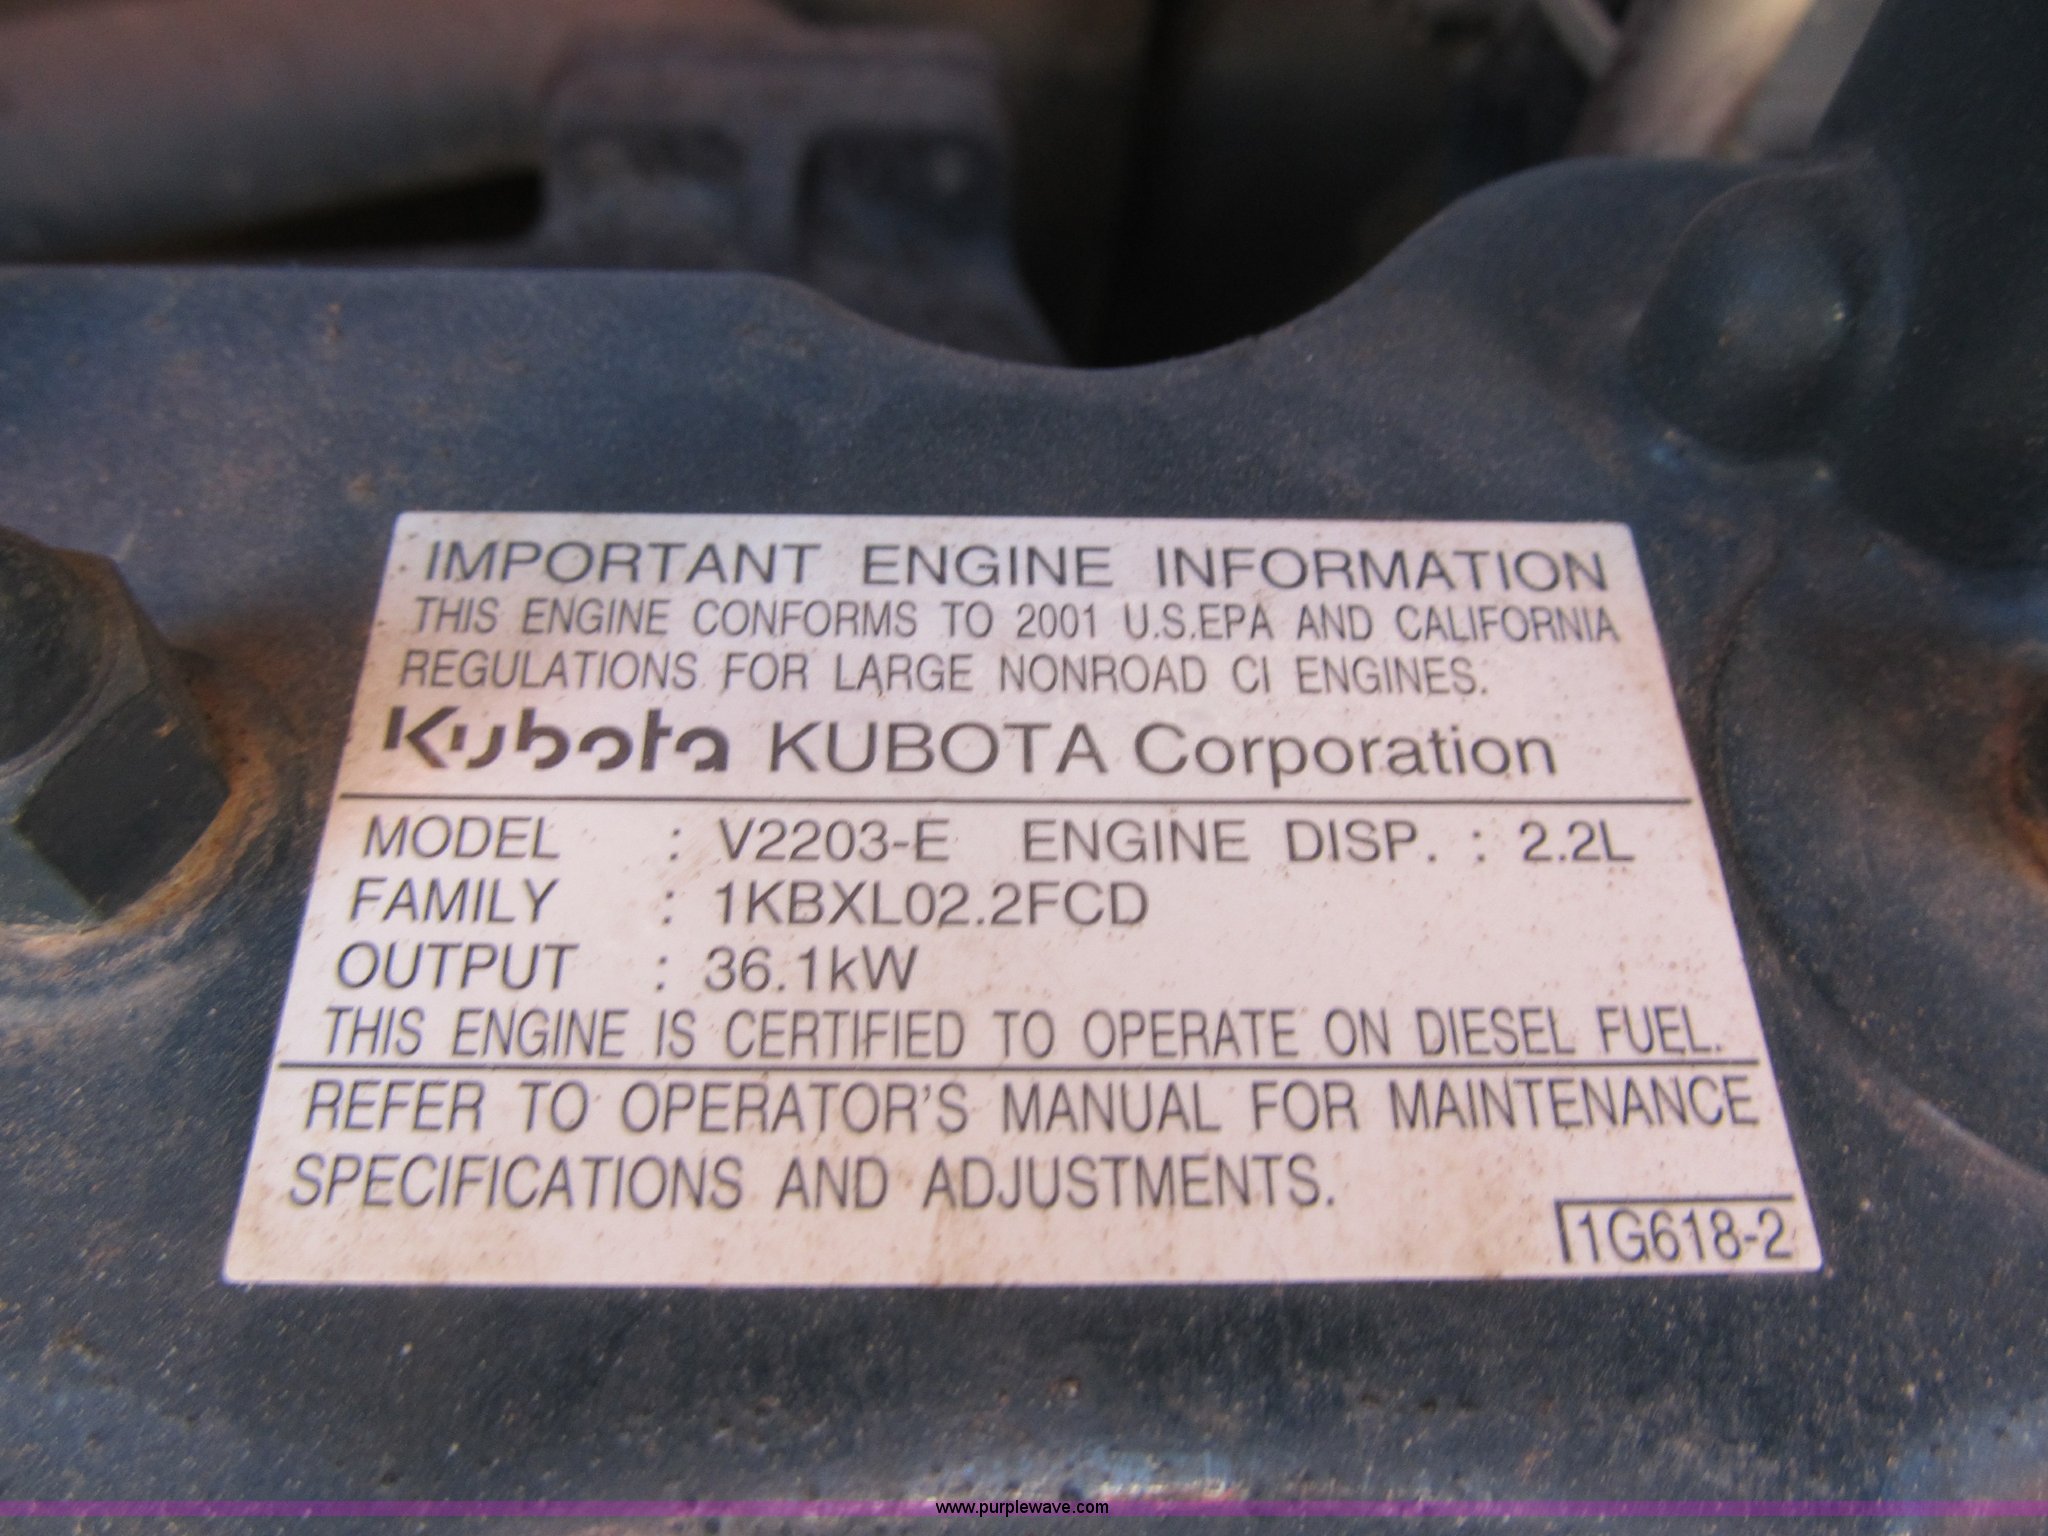 IMPORTANT ENGINE INFORMATION
THIS ENGINE CONFORMS TO 2001 U.S.EPA AND CALIFORNIA
REGULATIONS FOR LARGE NONROAD CI ENGINES.
Kubota KUBOTA Corporation
MODEL : V2203-E ENGINE DISP. : 2.2L
FAMILY : 1KBXL02.2FCD
OUTPUT : 36.1kW
THIS ENGINE IS CERTIFIED TO OPERATE ON DIESEL FUEL.
REFER TO OPERATOR'S MANUAL FOR MAINTENANCE
SPECIFICATIONS AND ADJUSTMENTS.
1G618-2
www.purplewave.com